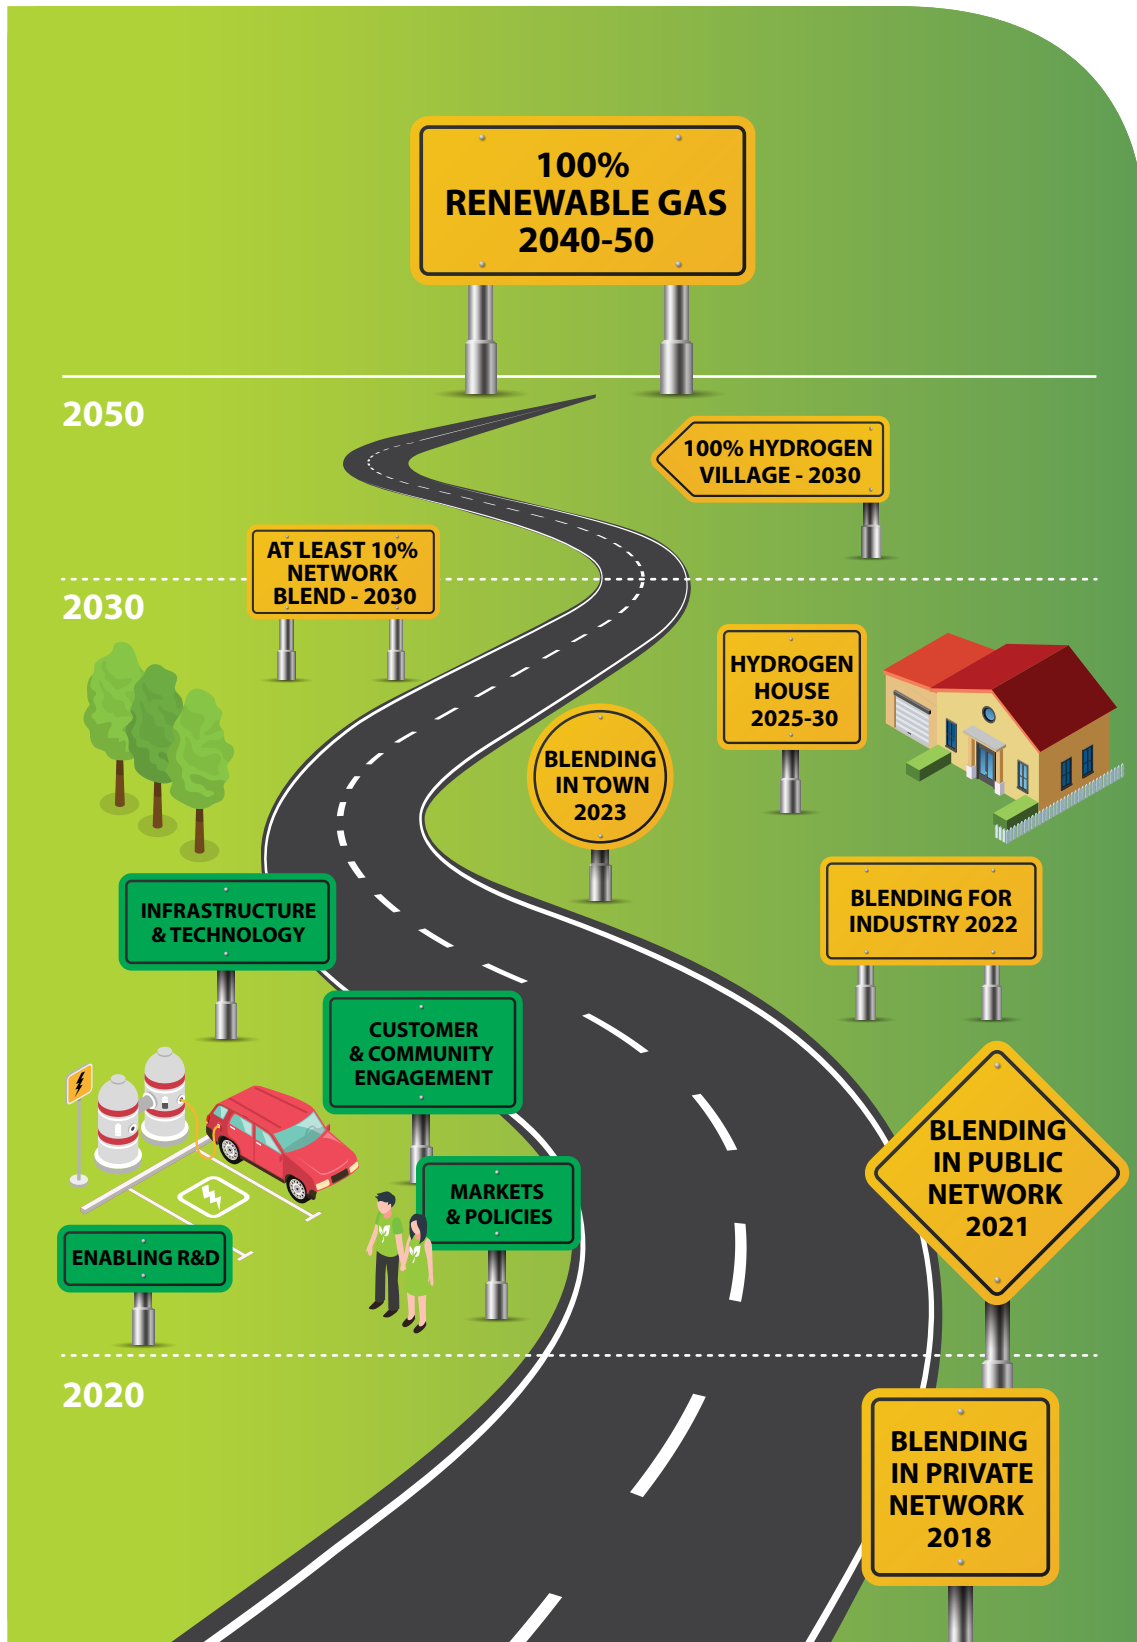 100%
RENEWABLE GAS
2040-50
2050
100% HYDROGEN
VILLAGE - 2030
AT LEAST 10%
NETWORK
BLEND - 2030
2030
HYDROGEN
HOUSE
2025-30
BLENDING
IN TOWN
2023
BLENDING FOR
INDUSTRY 2022
INFRASTRUCTURE
& TECHNOLOGY
CUSTOMER
& COMMUNITY
ENGAGEMENT
BLENDING
IN PUBLIC
NETWORK
2021
MARKETS
& POLICIES
ENABLING R&D
2020
BLENDING
IN PRIVATE
NETWORK
2018